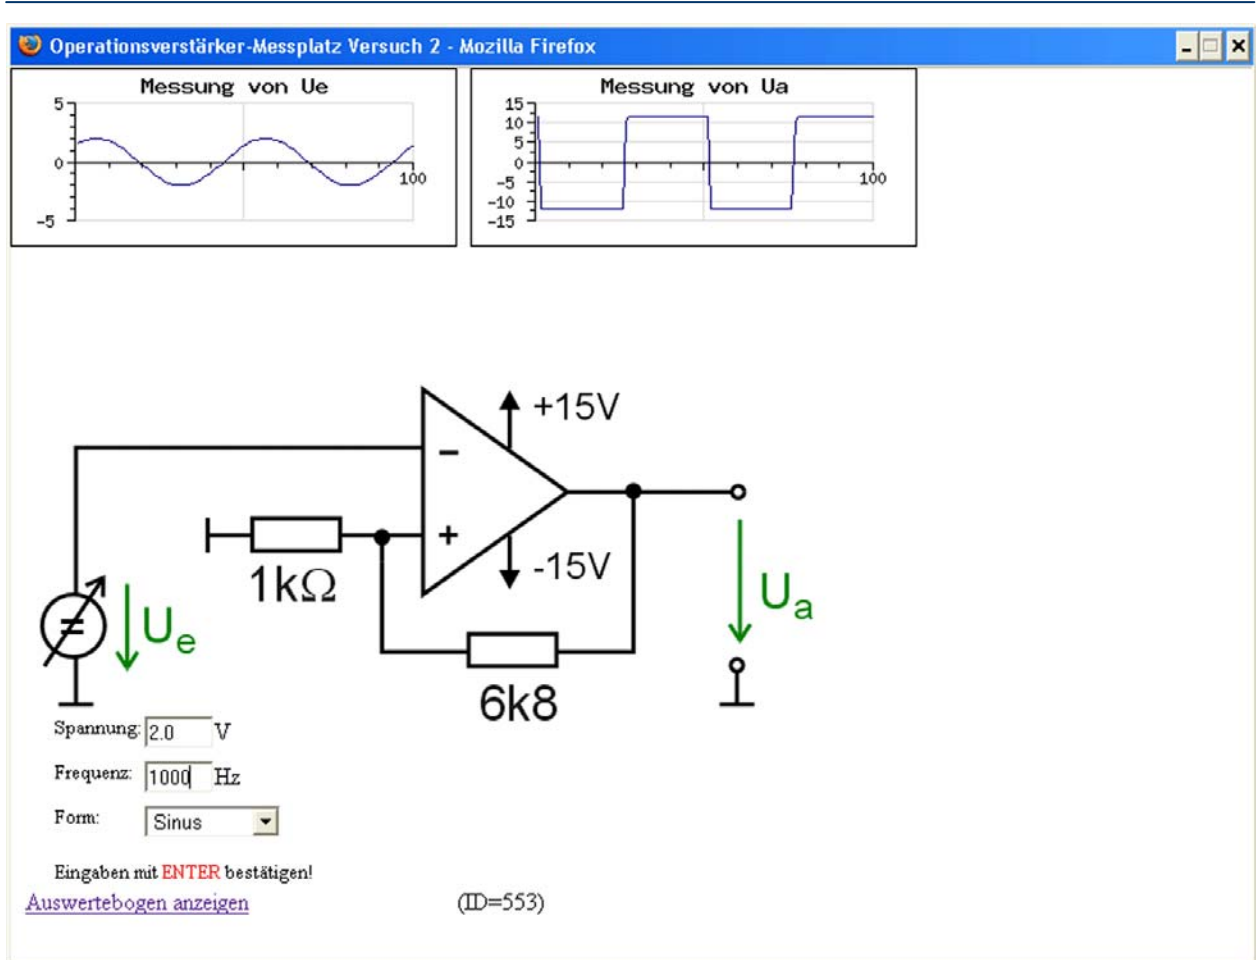 Operationsverstärker-Messplatz Versuch 2 - Mozilla Firefox
Messung von Ue
5
0
-5
100
Messung von Ua
15
10
5
0
-5
-10
-15
100
+15V
-
+
-15V
1kΩ
6k8
Ue
Ua
Spannung: 2.0 V
Frequenz: 1000 Hz
Form: Sinus
Eingaben mit ENTER bestätigen!
Auswertebogen anzeigen (ID=553)